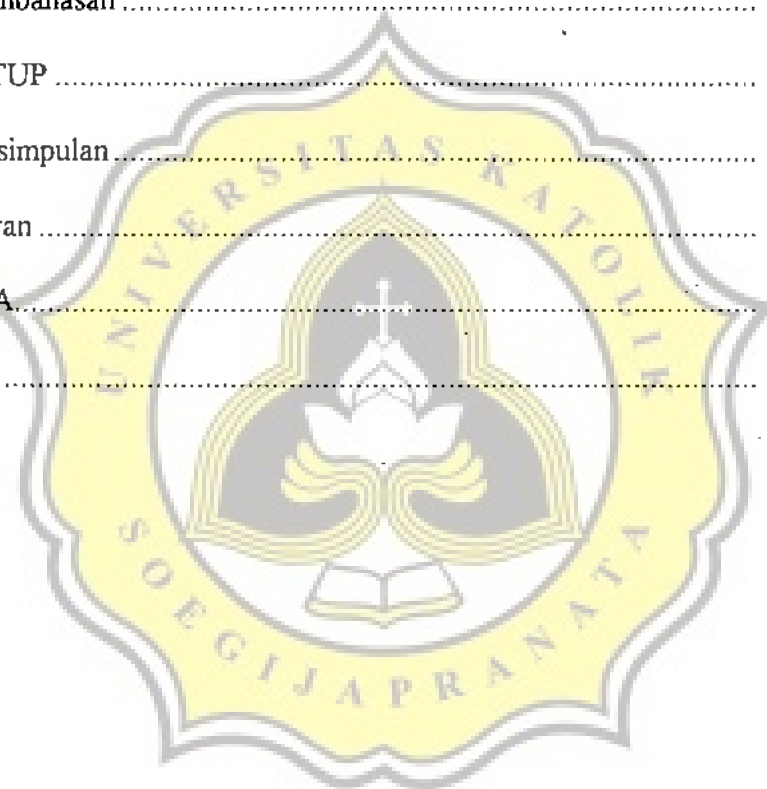 mbahasan ........................................................
TUP ........................................................
simpulan ........................................................
ran ........................................................
A ........................................................
........................................................
UNIVERSITAS KATOLIK
SOEGIJAPRANATA